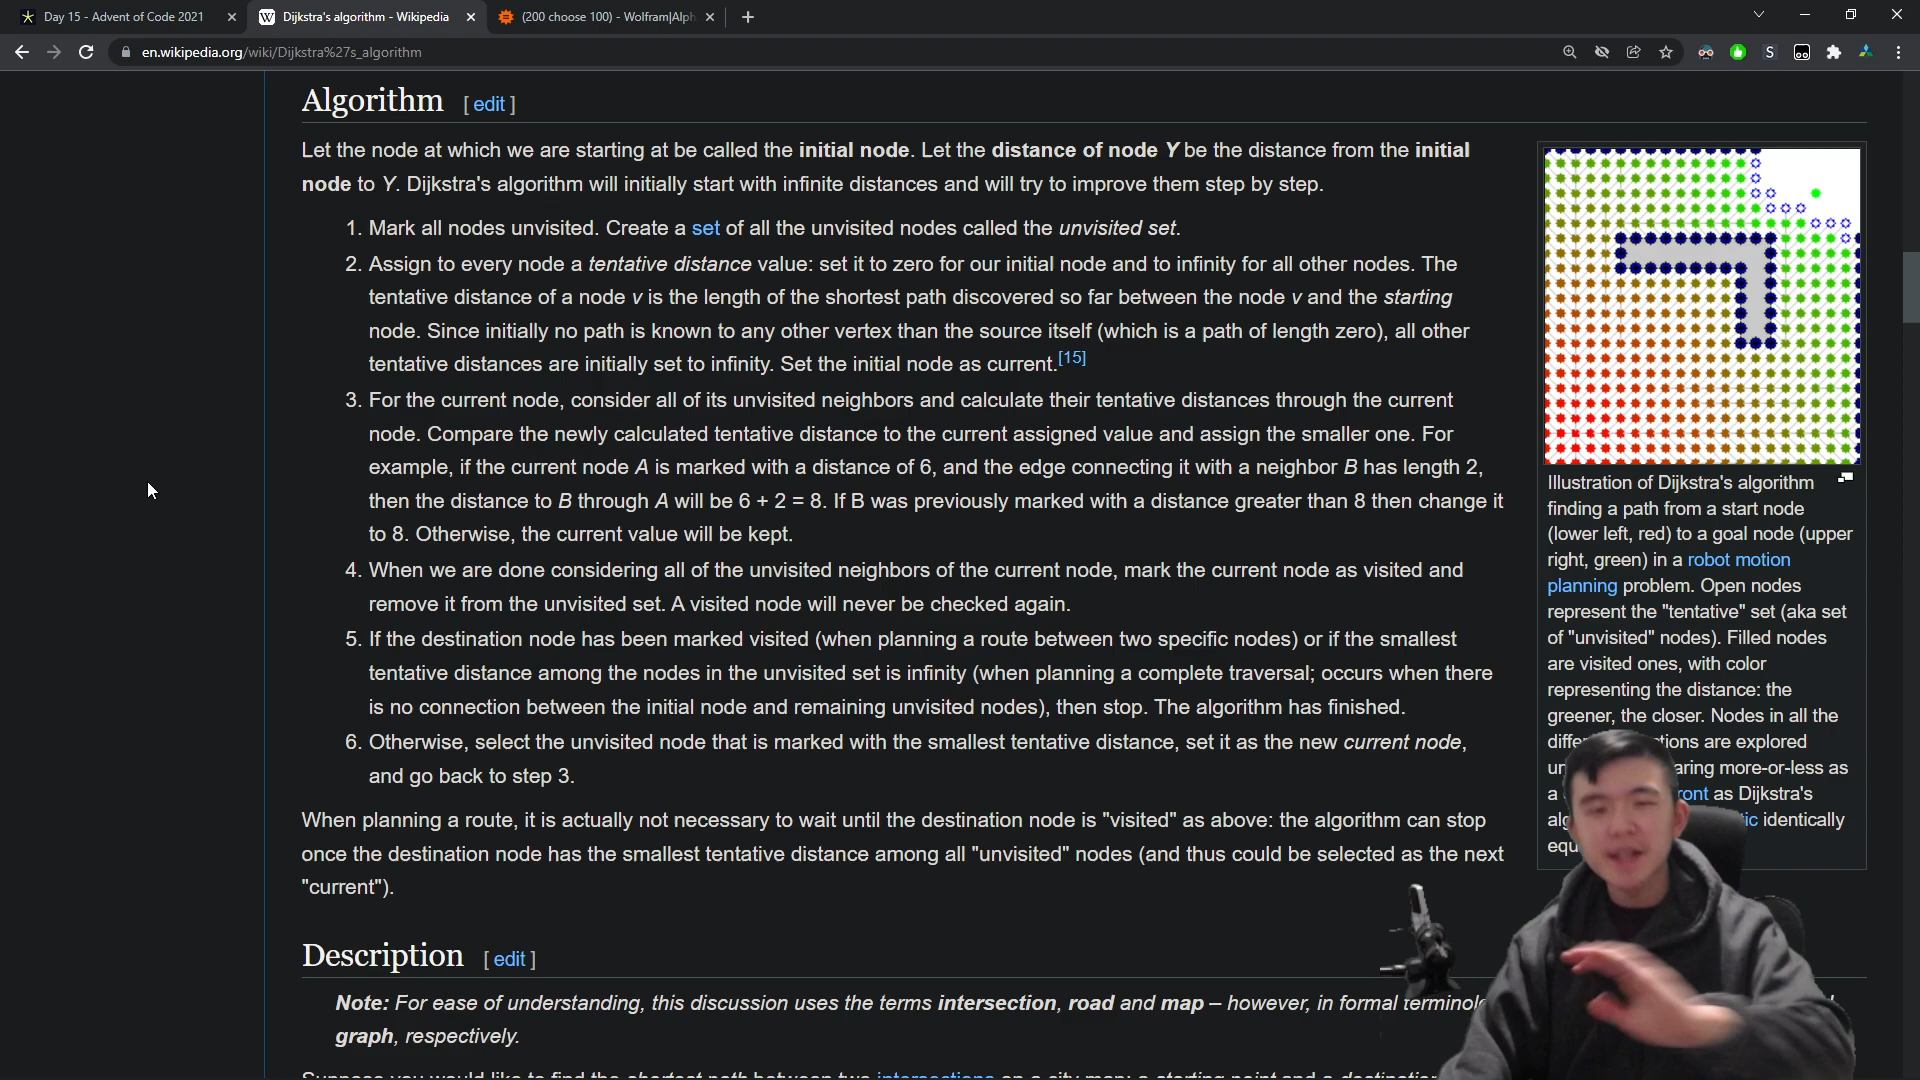 Day 15 - Advent of Code 2021
Dijkstra's algorithm - Wikipedia
(200 choose 100) - Wolfram|Alph
en.wikipedia.org/wiki/Dijkstra%27s_algorithm
S
Algorithm [ edit ]
Let the node at which we are starting at be called the initial node. Let the distance of node Y be the distance from the initial
node to Y. Dijkstra's algorithm will initially start with infinite distances and will try to improve them step by step.
1. Mark all nodes unvisited. Create a set of all the unvisited nodes called the unvisited set.
2. Assign to every node a tentative distance value: set it to zero for our initial node and to infinity for all other nodes. The
tentative distance of a node v is the length of the shortest path discovered so far between the node v and the starting
node. Since initially no path is known to any other vertex than the source itself (which is a path of length zero), all other
tentative distances are initially set to infinity. Set the initial node as current.[15]
3. For the current node, consider all of its unvisited neighbors and calculate their tentative distances through the current
node. Compare the newly calculated tentative distance to the current assigned value and assign the smaller one. For
example, if the current node A is marked with a distance of 6, and the edge connecting it with a neighbor B has length 2,
then the distance to B through A will be 6 + 2 = 8. If B was previously marked with a distance greater than 8 then change it
to 8. Otherwise, the current value will be kept.
4. When we are done considering all of the unvisited neighbors of the current node, mark the current node as visited and
remove it from the unvisited set. A visited node will never be checked again.
5. If the destination node has been marked visited (when planning a route between two specific nodes) or if the smallest
tentative distance among the nodes in the unvisited set is infinity (when planning a complete traversal; occurs when there
is no connection between the initial node and remaining unvisited nodes), then stop. The algorithm has finished.
6. Otherwise, select the unvisited node that is marked with the smallest tentative distance, set it as the new current node,
and go back to step 3.
When planning a route, it is actually not necessary to wait until the destination node is "visited" as above: the algorithm can stop
once the destination node has the smallest tentative distance among all "unvisited" nodes (and thus could be selected as the next
"current").
Illustration of Dijkstra's algorithm
finding a path from a start node
(lower left, red) to a goal node (upper
right, green) in a robot motion
planning problem. Open nodes
represent the "tentative" set (aka set
of "unvisited" nodes). Filled nodes
are visited ones, with color
representing the distance: the
greener, the closer. Nodes in all the
are explored
more-or-less as
a as Dijkstra's
identically
Description [ edit ]
Note: For ease of understanding, this discussion uses the terms intersection, road and map – however, in formal
graph, respectively.
Suppose you would like to find the shortest path between two intersections on a city map: a starting point and a